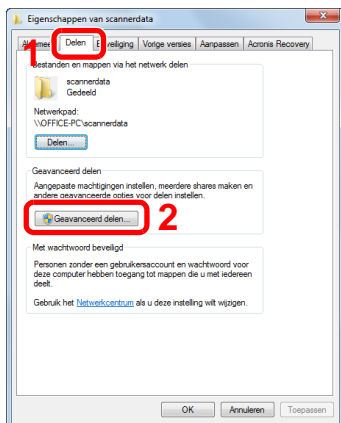 Eigenschappen van scannerdata
1
Delen
Beveiliging
Vorige versies
Aanpassen
Acronis Recovery
Bestanden en mappen via het netwerk delen
scannerdata
Gedeeld
Netwerkpad:
\\OFFICE-PC\scannerdata
Delen...
Geavanceerd delen
Aangepaste machtigingen instellen, meerdere shares maken en
andere geavanceerde opties voor delen instellen.
Geavanceerd delen...
2
Met wachtwoord beveiligd
Personen zonder een gebruikersaccount en wachtwoord voor
deze computer hebben toegang tot mappen die u met iedereen
deelt.
Gebruik het Netwerkcentrum als u deze instelling wilt wijzigen.
OK
Annuleren
Toepassen